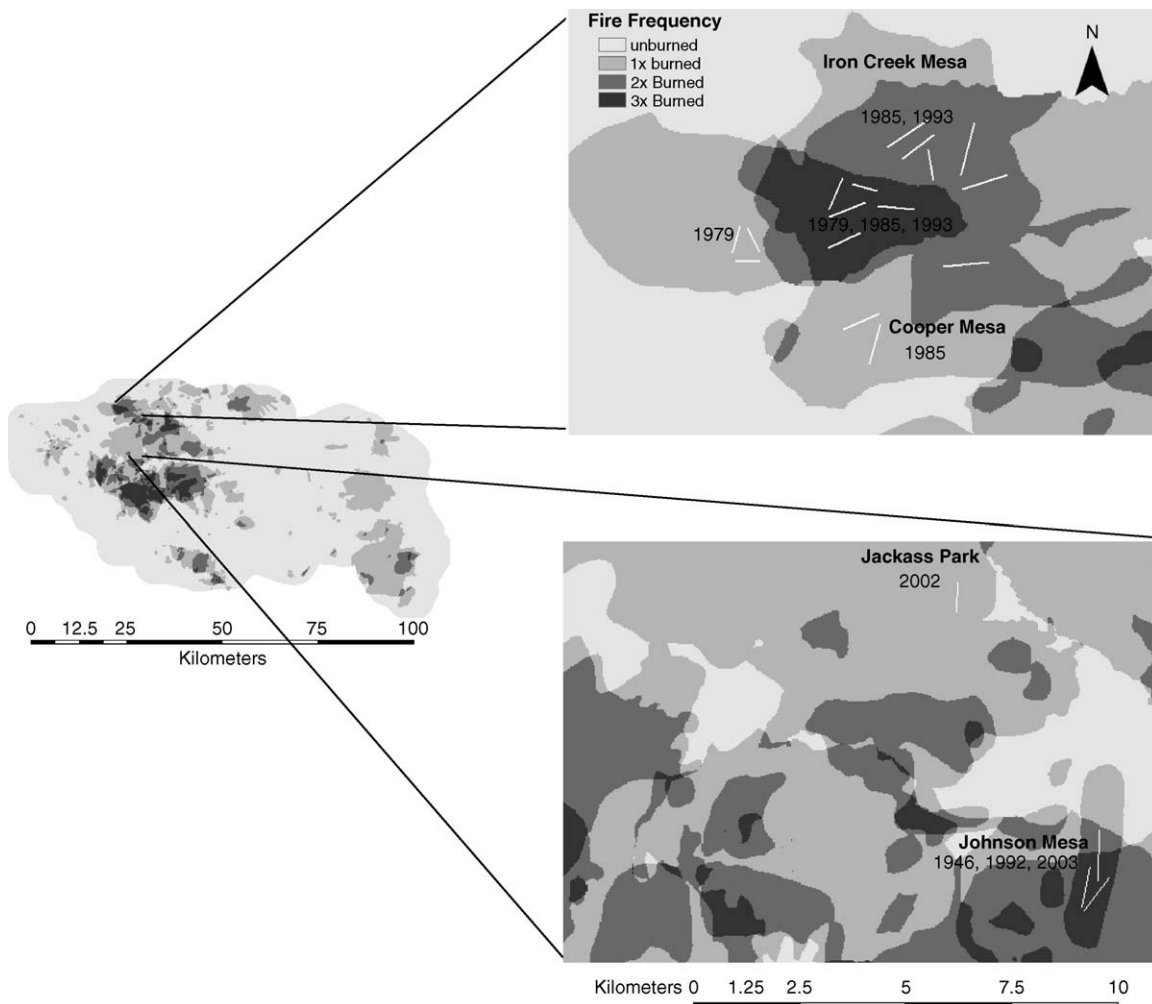 Fire Frequency
unburned
1x burned
2x Burned
3x Burned
N
Iron Creek Mesa
1985, 1993
1979
1979, 1985, 1993
Cooper Mesa
1985
0 12.5 25 50 75 100
Kilometers
Jackass Park
2002
Johnson Mesa
1946, 1992, 2003
Kilometers 0 1.25 2.5 5 7.5 10